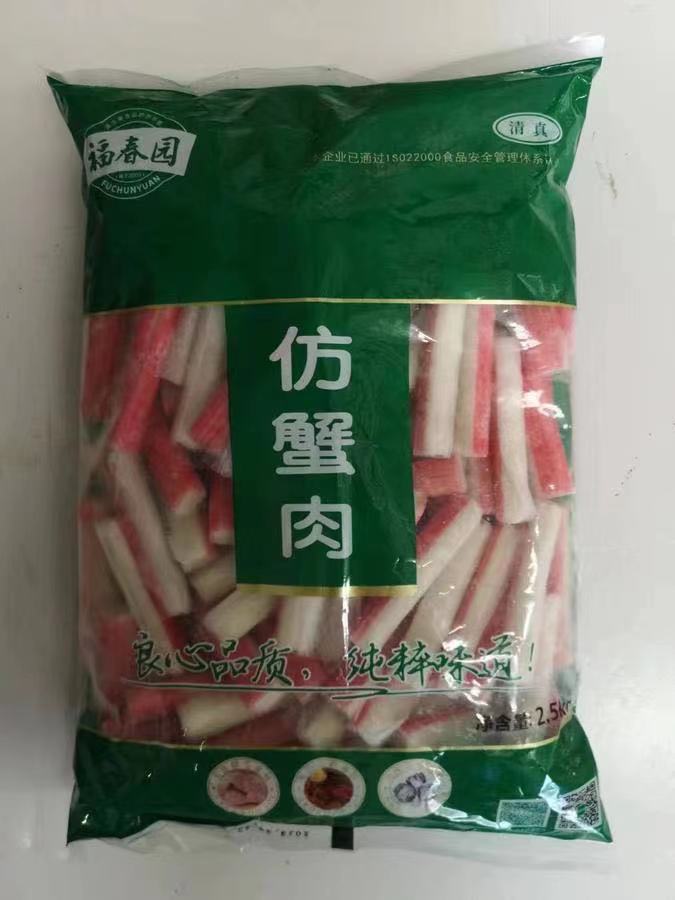 福春园
FUCHUNYUAN
清真
企业已通过ISO22000食品安全管理体系认
仿蟹肉
良心品质，纯粹味道！
净含量: 2.5kg